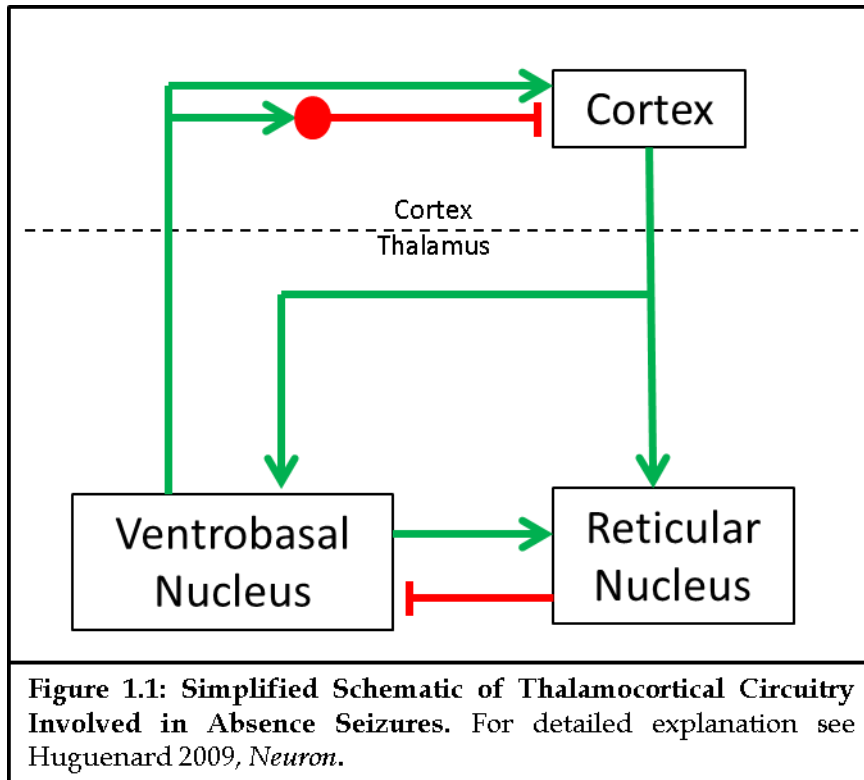 Cortex
Cortex
Thalamus
Ventrobasal
Nucleus
Reticular
Nucleus
Figure 1.1: Simplified Schematic of Thalamocortical Circuitry
Involved in Absence Seizures. For detailed explanation see
Huguenard 2009, Neuron.